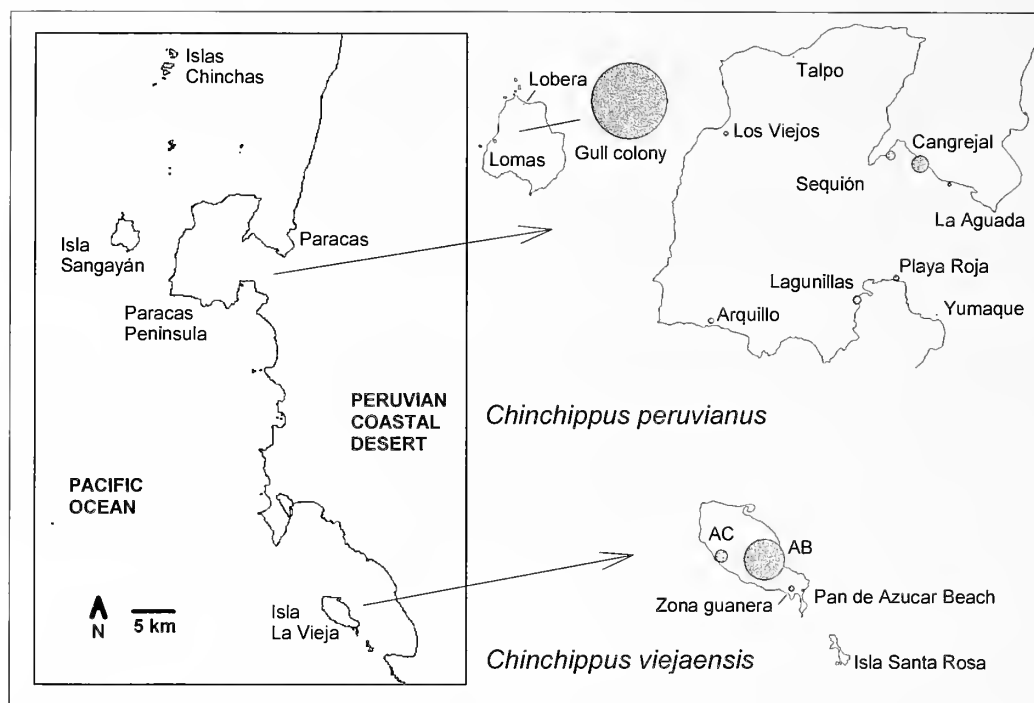 Islas
Chinchas
Isla
Sangayán
Paracas
Paracas
Peninsula
PERUVIAN
COASTAL
DESERT
PACIFIC
OCEAN
N
5 km
Isla
La Vieja
Lobera
Lomas
Gull colony
Talpo
Los Viejos
Cangrejal
Sequión
La Aguada
Playa Roja
Lagunillas
Yumaque
Arquillo
Chinchippus peruvianus
AC
AB
Zona guanera
Pan de Azucar Beach
Chinchippus viejaensis
Isla Santa Rosa